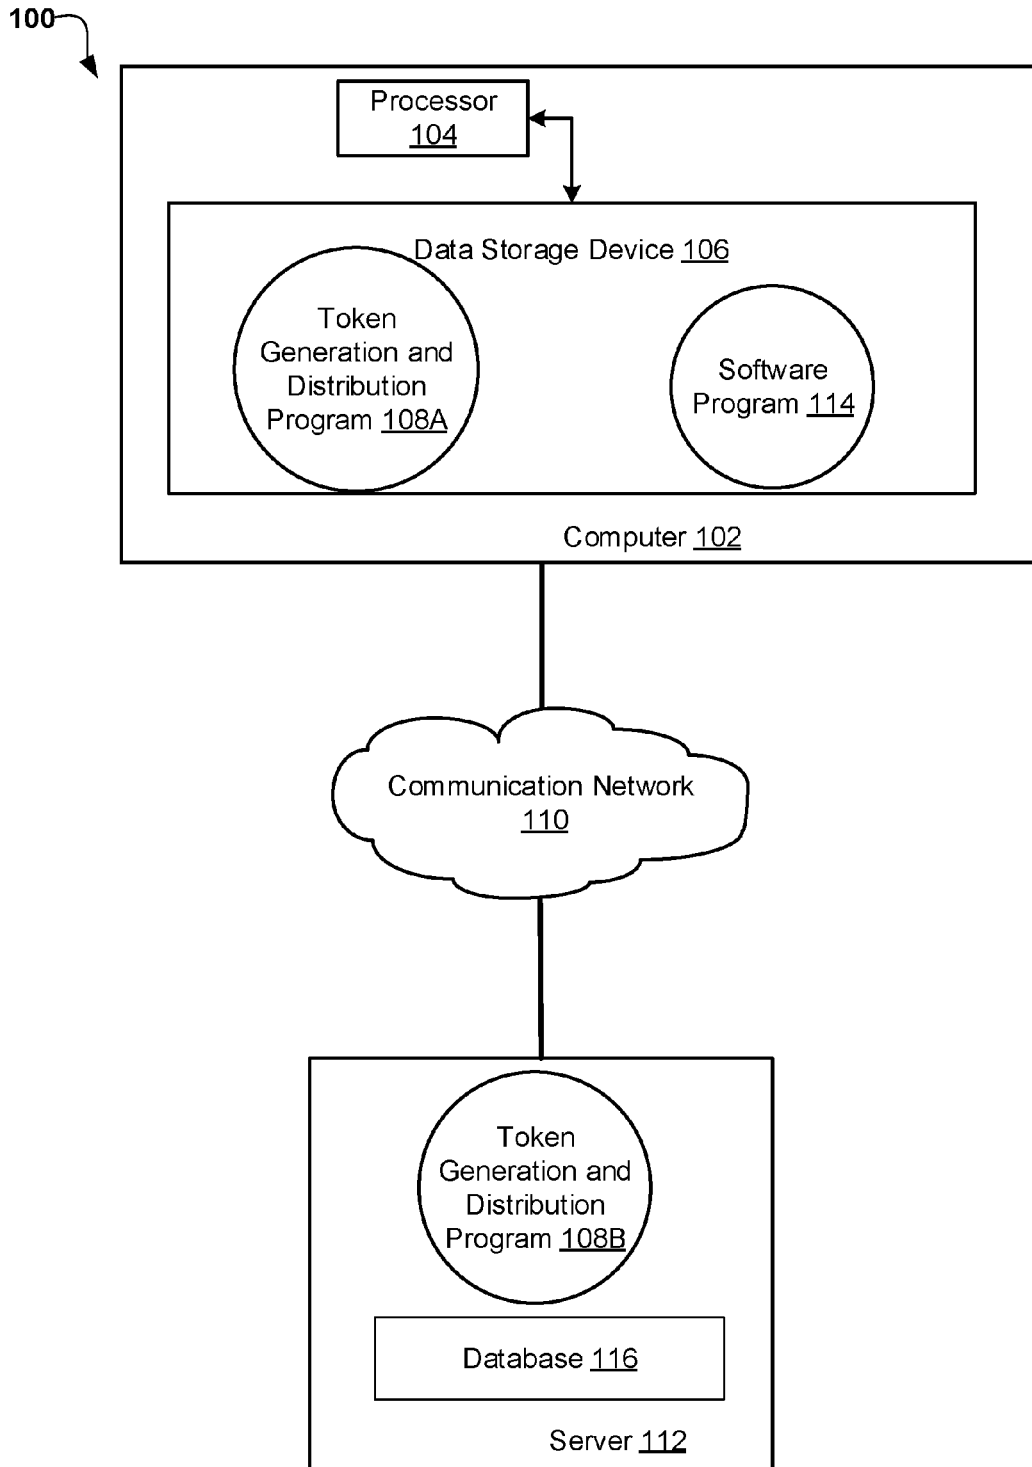 100
Processor
104
Data Storage Device 106
Token
Generation and
Distribution
Program 108A
Software
Program 114
Computer 102
Communication Network
110
Token
Generation and
Distribution
Program 108B
Database 116
Server 112